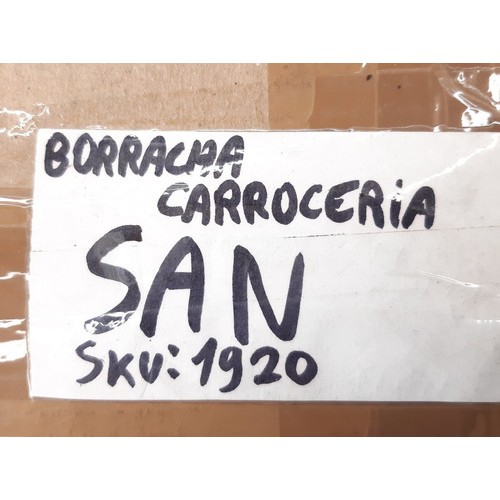 BORRACHA
CARROCERiA
SAN
SKU: 1920